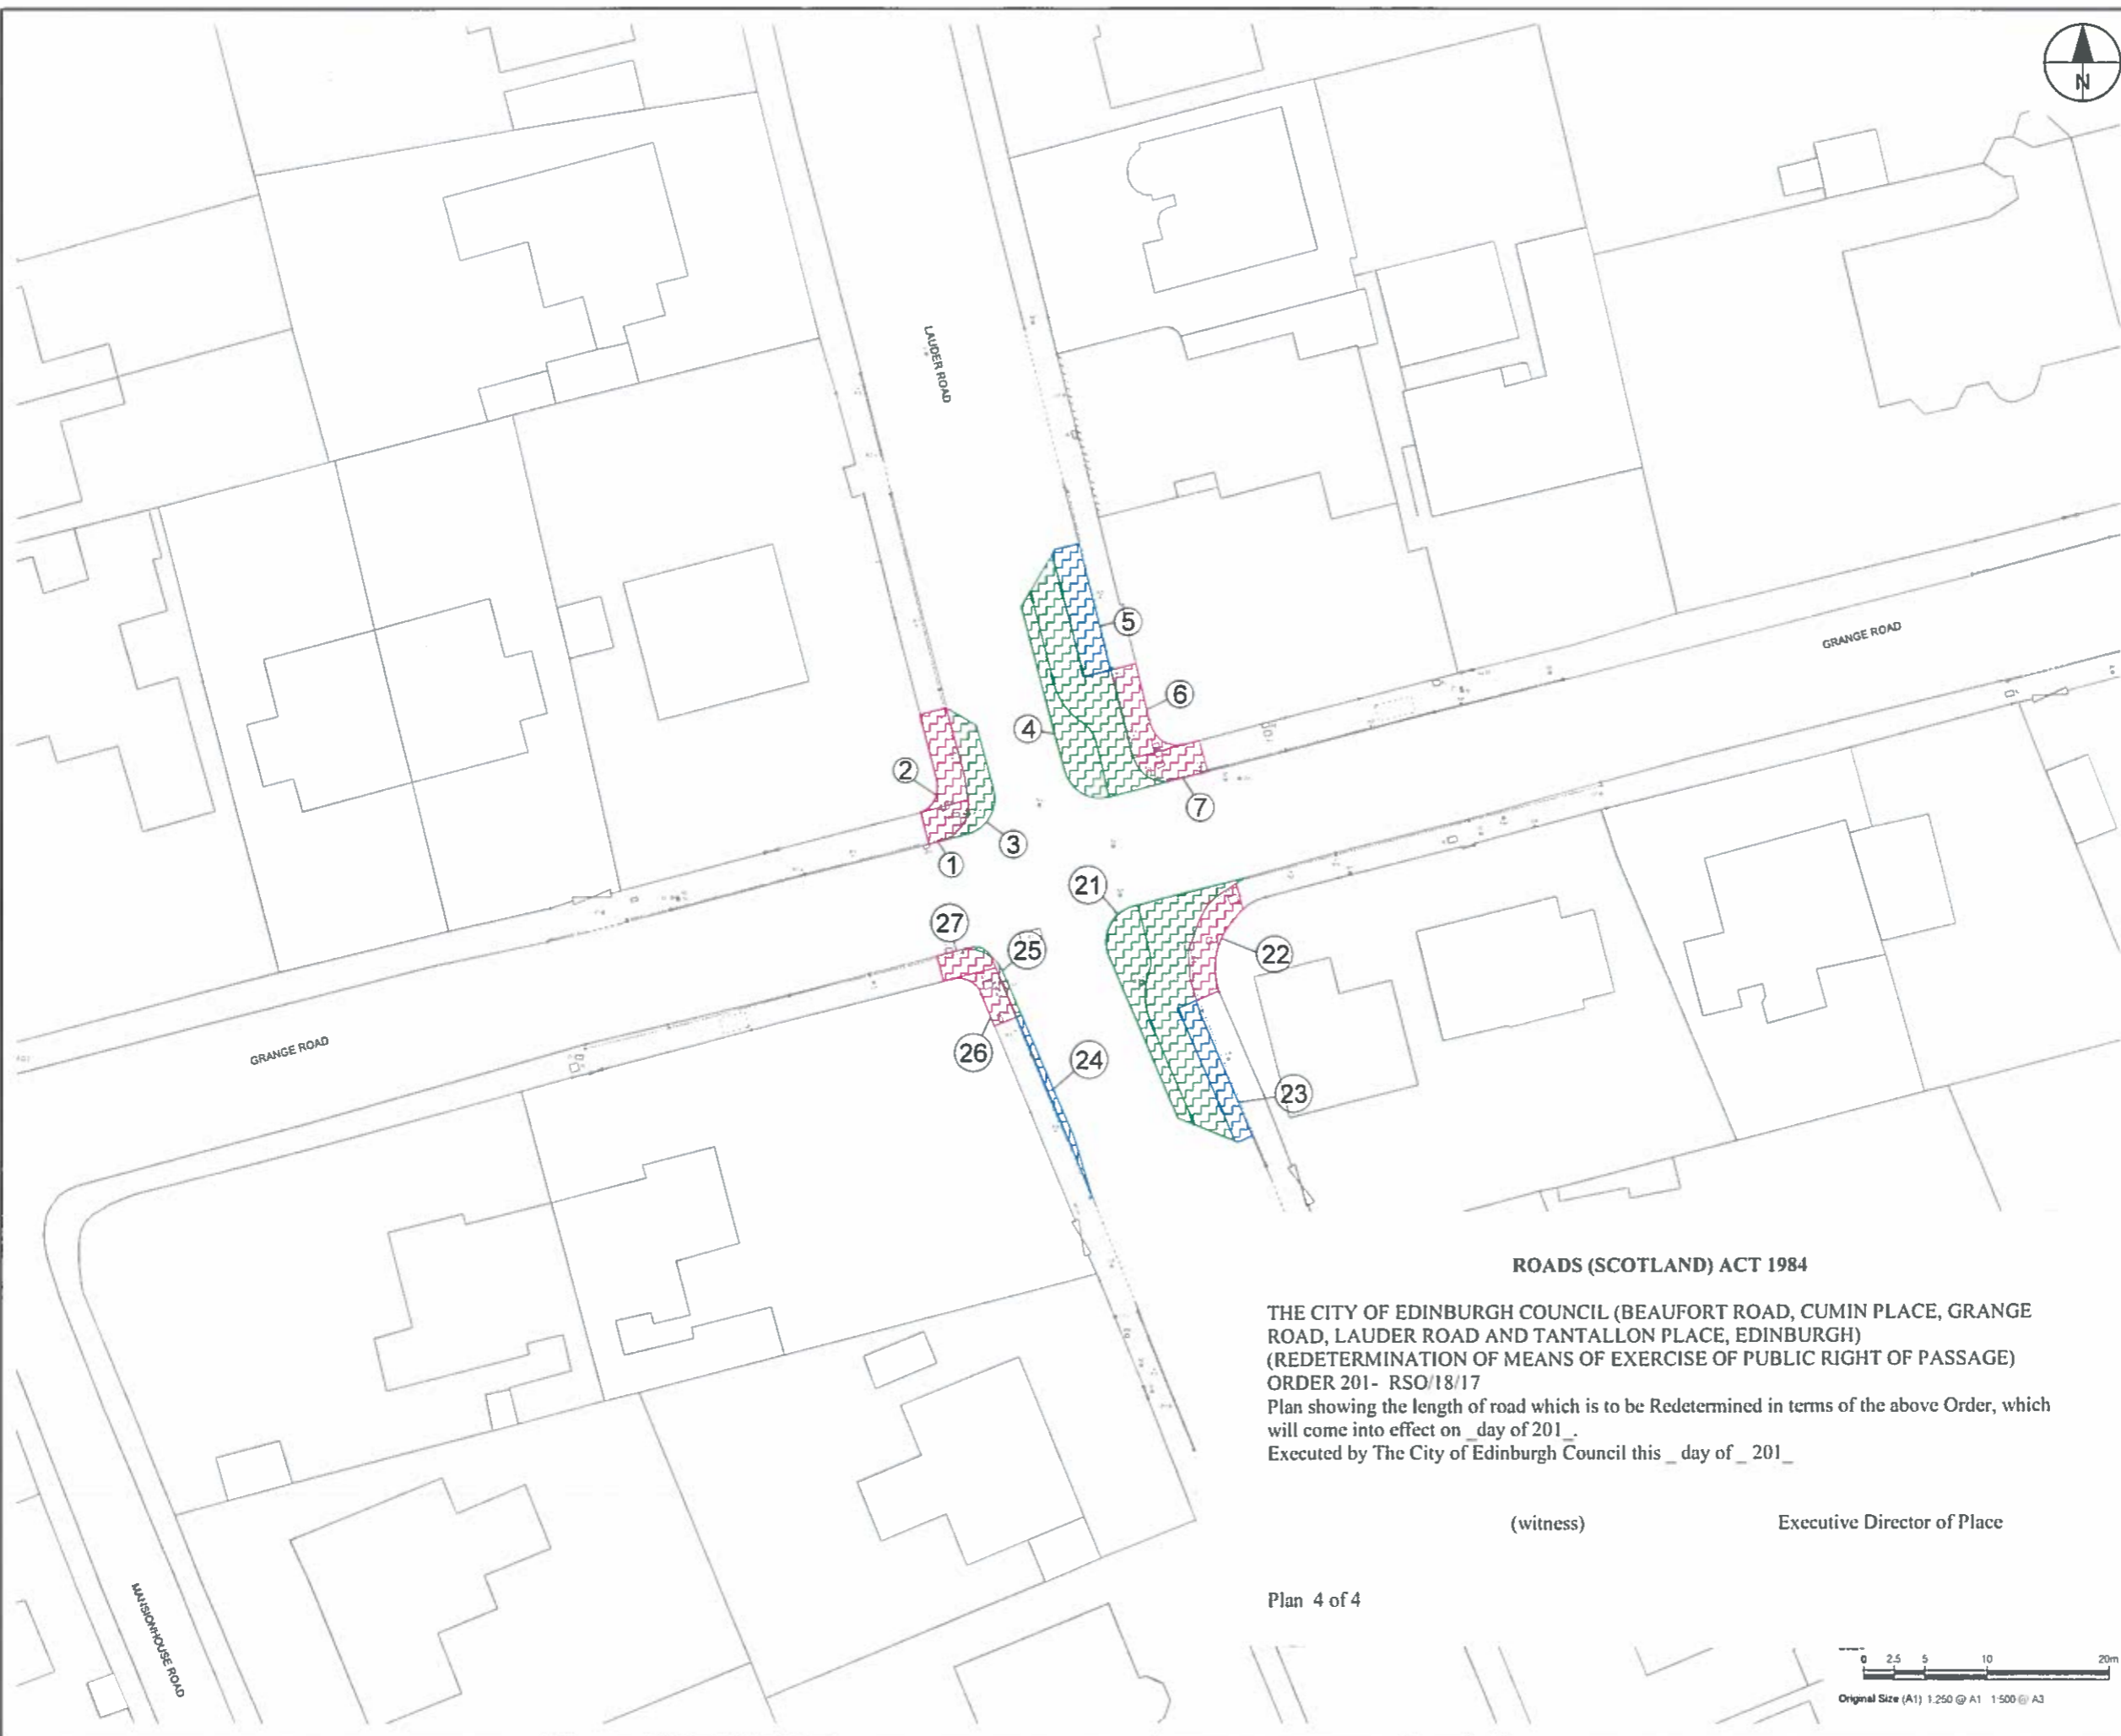 N
LAUDER ROAD
GRANGE ROAD
5
6
4
2
7
3
1
21
27
25
22
GRANGE ROAD
26
24
23
MANSIONHOUSE ROAD
ROADS (SCOTLAND) ACT 1984
THE CITY OF EDINBURGH COUNCIL (BEAUFORT ROAD, CUMIN PLACE, GRANGE
ROAD, LAUDER ROAD AND TANTALLON PLACE, EDINBURGH)
(REDETERMINATION OF MEANS OF EXERCISE OF PUBLIC RIGHT OF PASSAGE)
ORDER 201- RSO/18/17
Plan showing the length of road which is to be Redetermined in terms of the above Order, which
will come into effect on _day of 201_.
Executed by The City of Edinburgh Council this _ day of _ 201_
(witness) Executive Director of Place
Plan 4 of 4
0 2.5 5 10 20m
Original Size (A1) 1:250 @ A1 1:500 @ A3